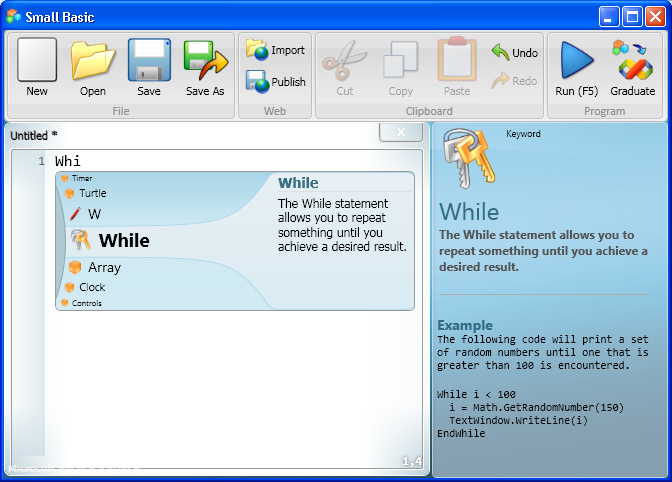 Small Basic
New
Open
Save
Save As
Import
Publish
Cut
Copy
Paste
Undo
Redo
Run (F5)
Graduate
File
Web
Clipboard
Program
Untitled *
x
1 Whi
Timer
Turtle
W
While
Array
Clock
Controls
While
The While statement
allows you to repeat
something until you
achieve a desired result.
1,4
Keyword
While
The While statement allows you to
repeat something until you achieve a
desired result.
Example
The following code will print a set
of random numbers until one that is
greater than 100 is encountered.
While i < 100
i = Math.GetRandomNumber(150)
TextWindow.WriteLine(i)
EndWhile